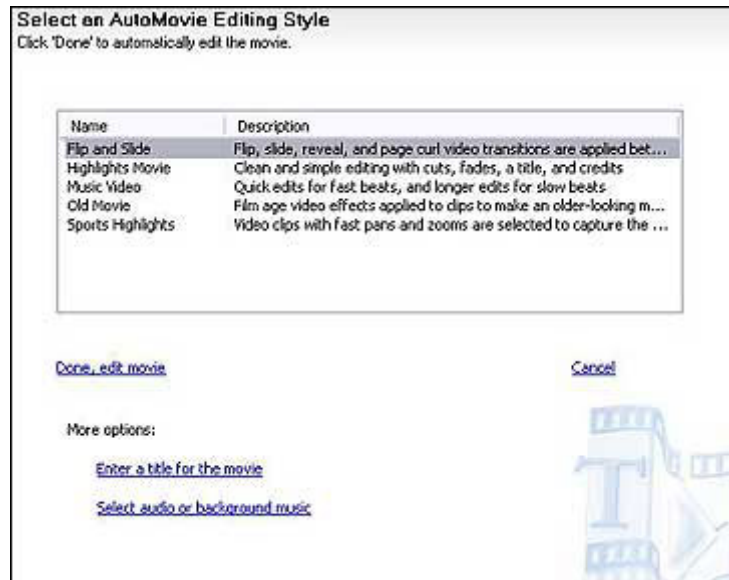 Select an AutoMovie Editing Style
Click 'Done' to automatically edit the movie.
Name Description
Flip and Slide Flip, slide, reveal, and page curl video transitions are applied bet...
Highlights Movie Clean and simple editing with cuts, fades, a title, and credits
Music Video Quick edits for fast beats, and longer edits for slow beats
Old Movie Film age video effects applied to clips to make an older-looking m...
Sports Highlights Video clips with fast pans and zooms are selected to capture the ...
Done, edit movie Cancel
More options:
Enter a title for the movie
Select audio or background music
T